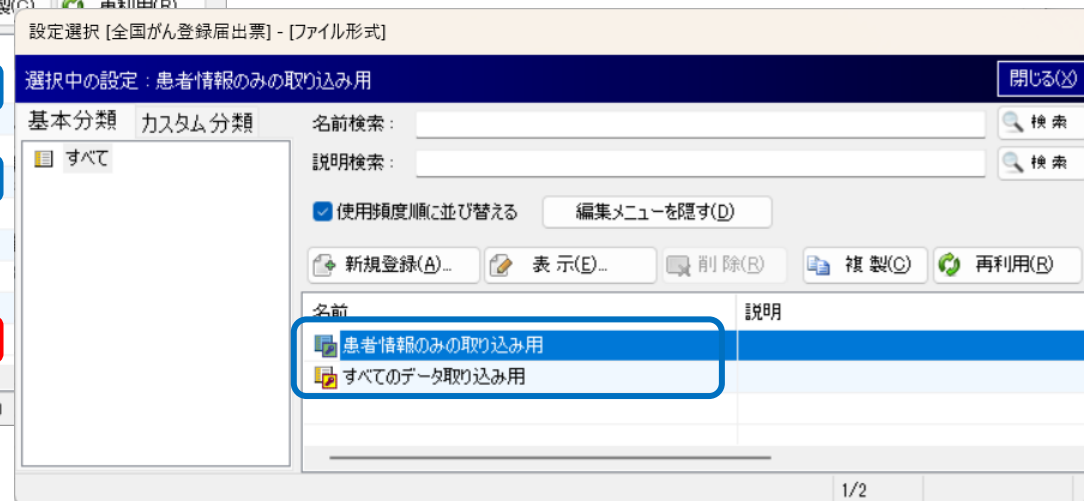 再利用(R)
設定選択 [全国がん登録届出票] - [ファイル形式]
選択中の設定：患者情報のみの取り込み用
閉じる(X)
基本分類 カスタム分類
名前検索：
検 索
すべて
説明検索：
検 索
使用頻度順に並び替える
編集メニューを隠す(D)
新規登録(A)...
表 示(E)...
削 除(R)
複 製(C)
再利用(R)
名前 説明
患者情報のみの取り込み用
すべてのデータ取り込み用
1/2